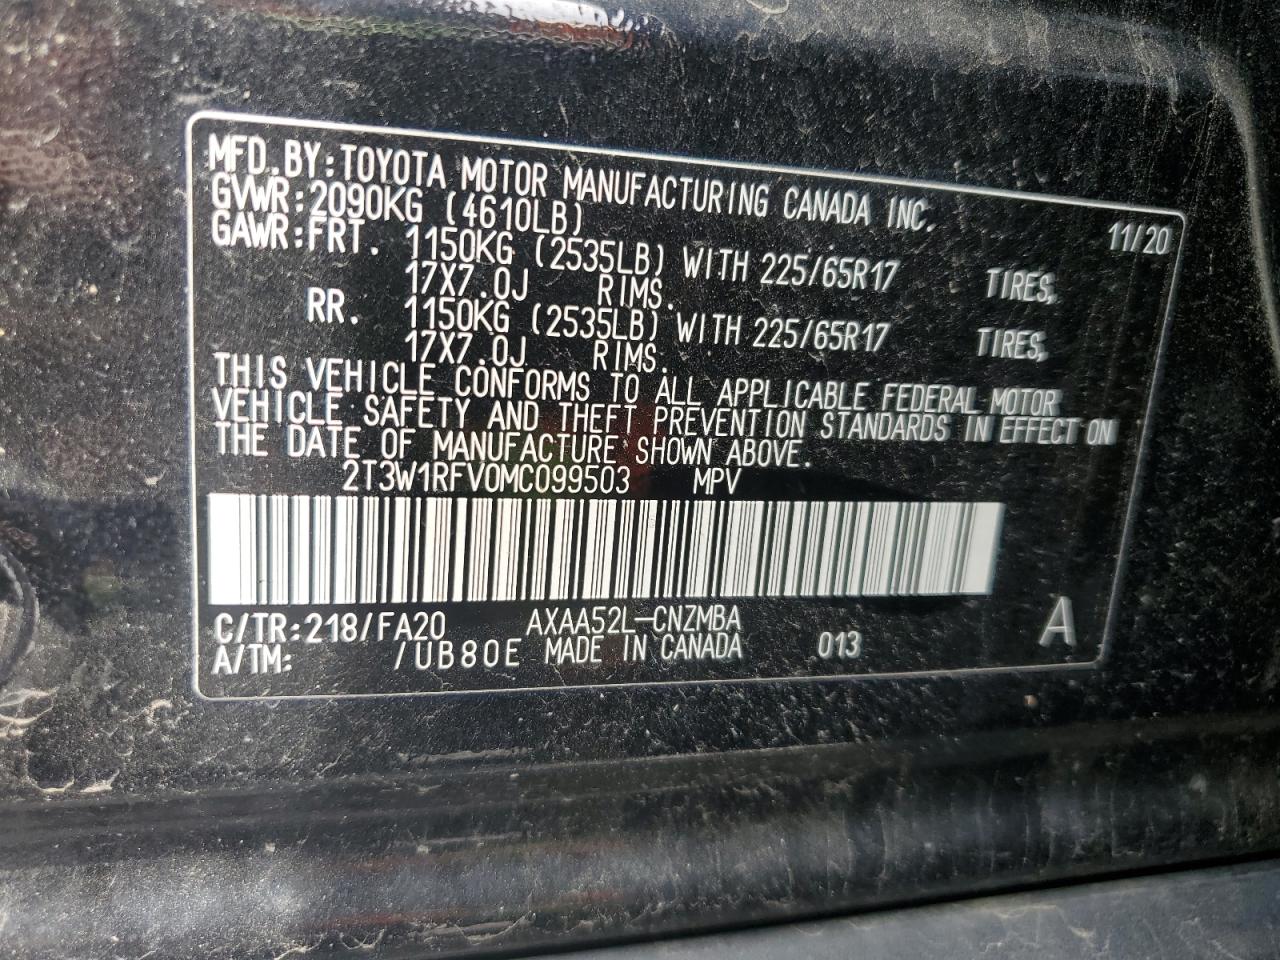 MFD.BY:TOYOTA MOTOR MANUFACTURING CANADA INC.
GVWR:2090KG (4610LB) 11/20
GAWR:FRT. 1150KG (2535LB) WITH 225/65R17 TIRES,
17X7.0J RIMS.
RR. 1150KG (2535LB) WITH 225/65R17 TIRES,
17X7.0J RIMS.
THIS VEHICLE CONFORMS TO ALL APPLICABLE FEDERAL MOTOR
VEHICLE SAFETY AND THEFT PREVENTION STANDARDS IN EFFECT ON
THE DATE OF MANUFACTURE SHOWN ABOVE.
2T3W1RFV0MC099503 MPV
C/TR:218/FA20 AXAA52L-CNZMBA
A/TM: /UB80E MADE IN CANADA 013 A